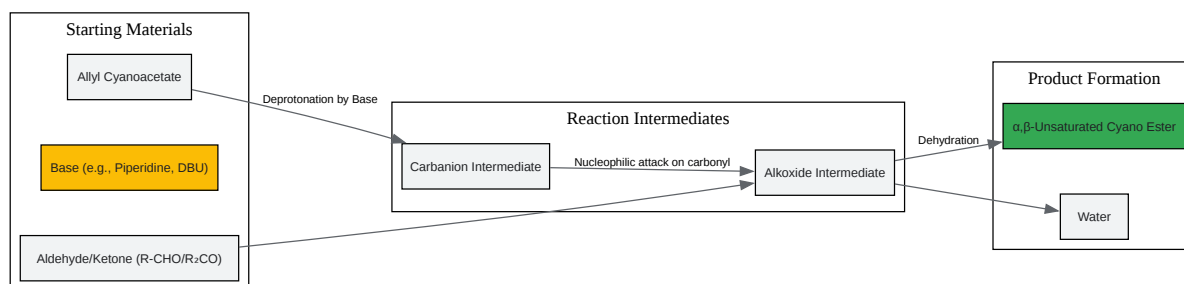 Starting Materials
Allyl Cyanoacetate
Deprotonation by Base
Base (e.g., Piperidine, DBU)
Aldehyde/Ketone (R-CHO/R₂CO)
Reaction Intermediates
Carbanion Intermediate
Nucleophilic attack on carbonyl
Alkoxide Intermediate
Dehydration
Product Formation
α,β-Unsaturated Cyano Ester
Water